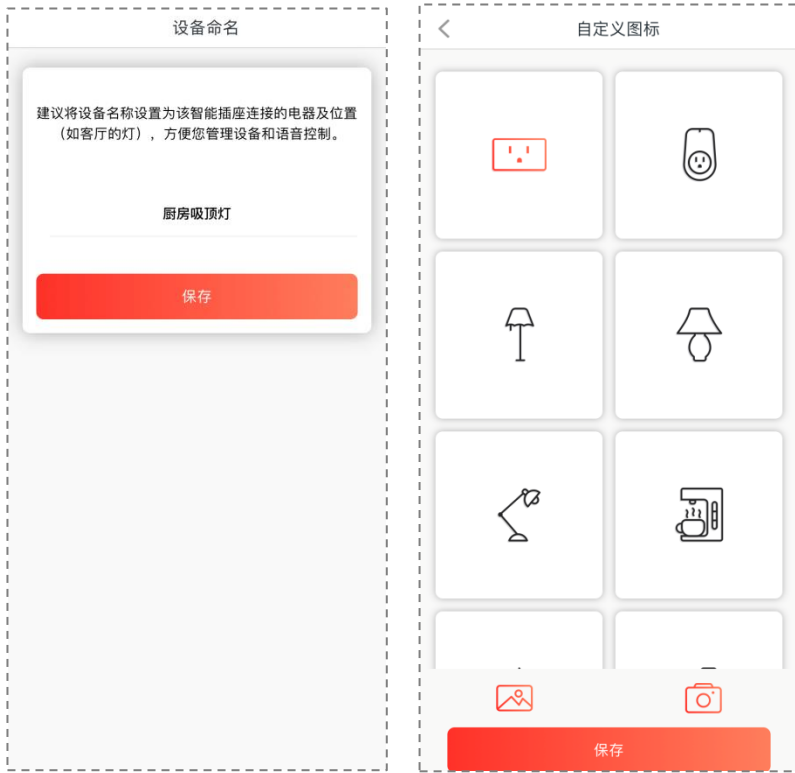 设备命名
建议将设备名称设置为该智能插座连接的电器及位置
（如客厅的灯），方便您管理设备和语音控制。
厨房吸顶灯
保存
自定义图标
保存